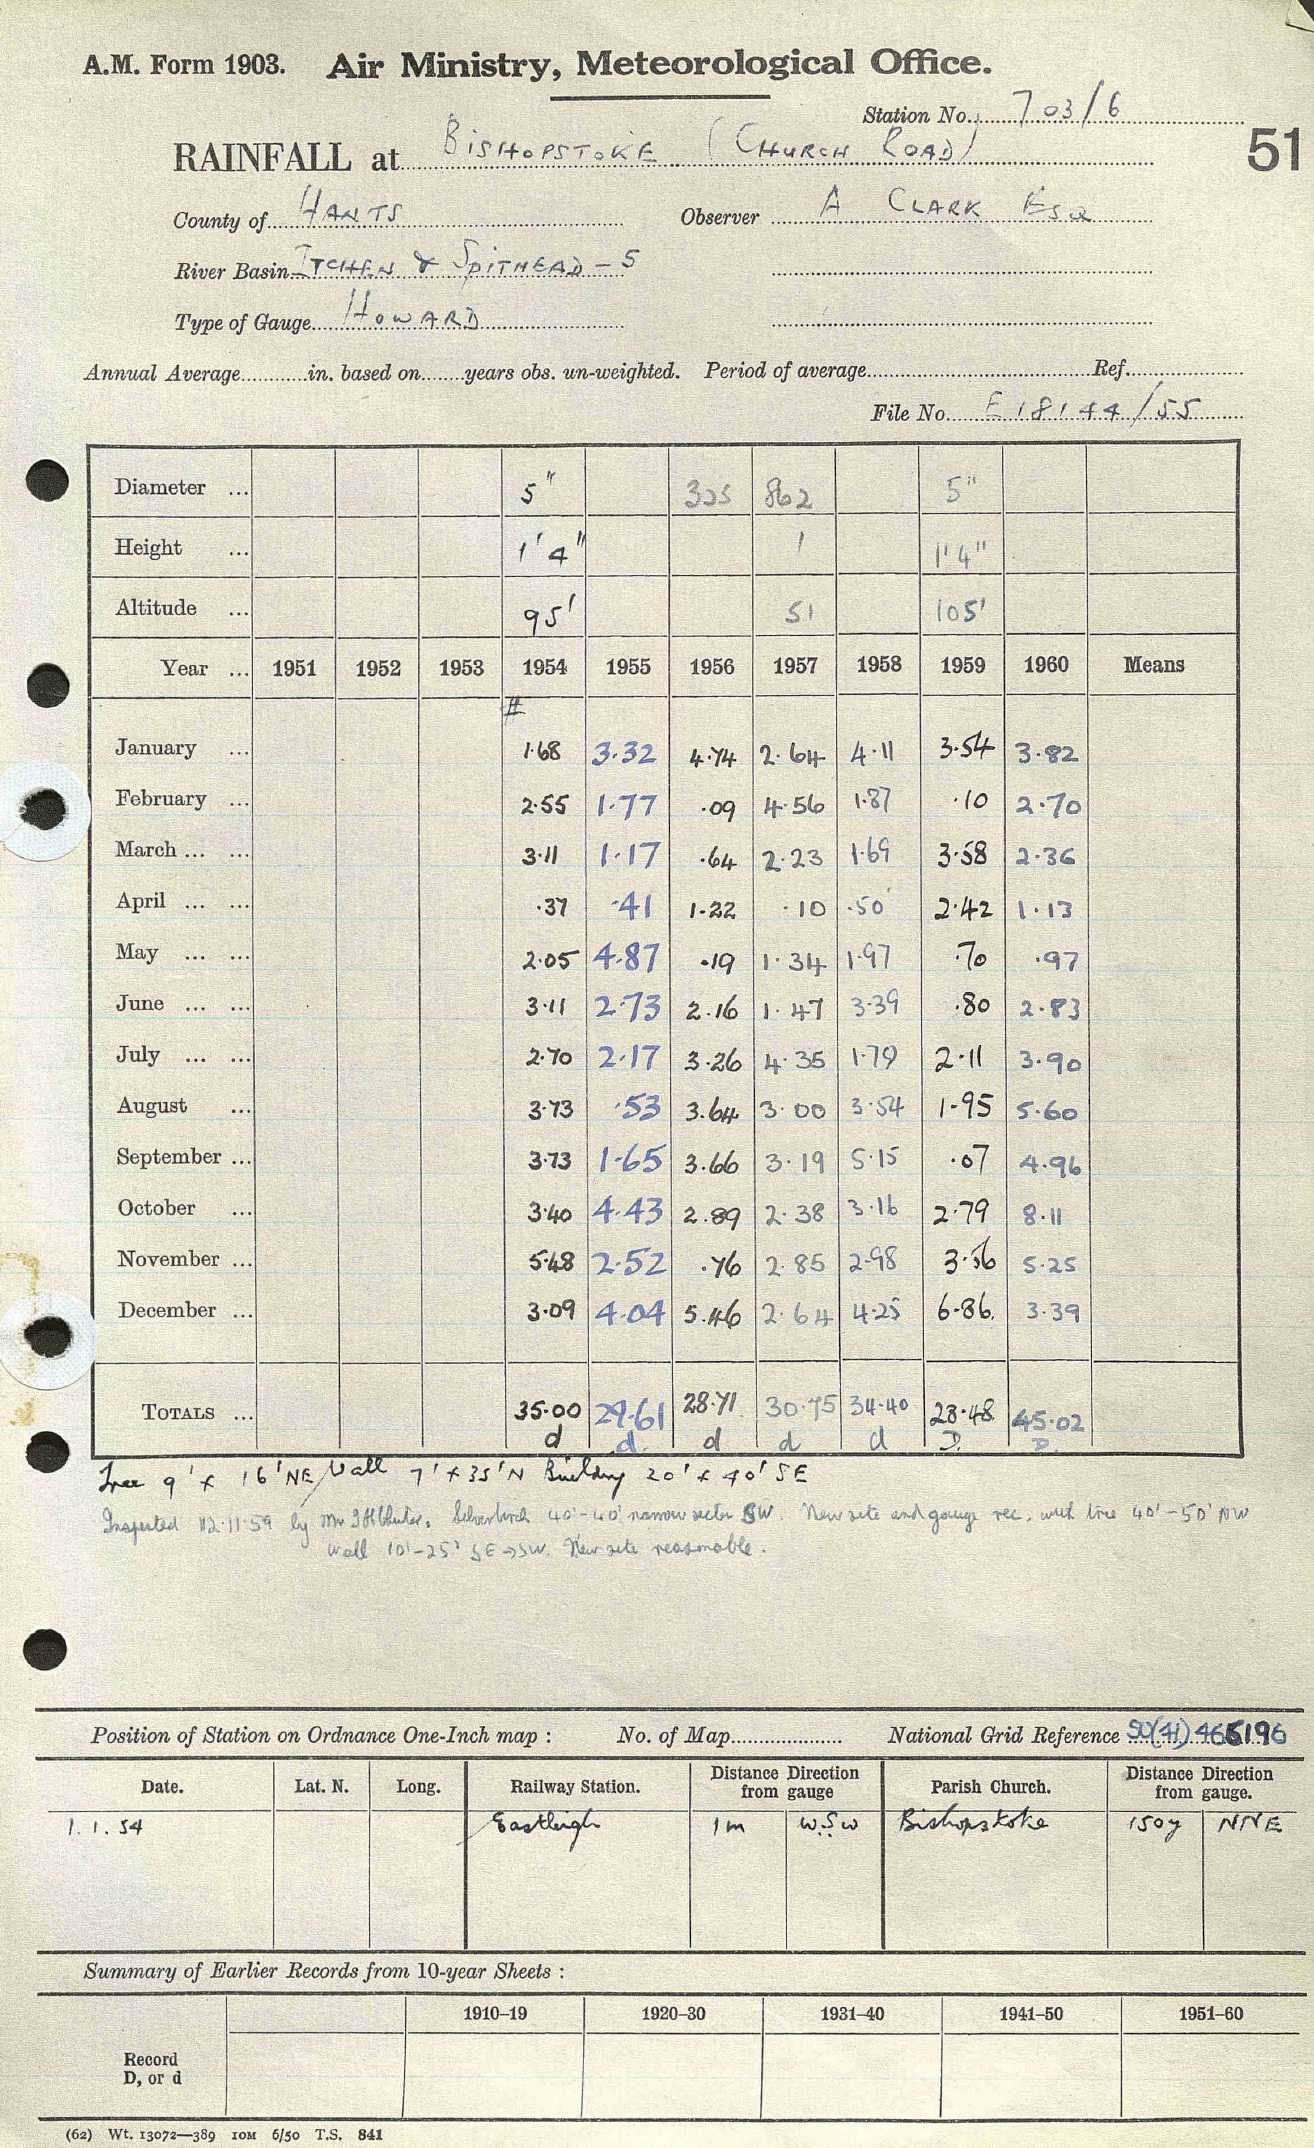 A.M. Form 1903. Air Ministry, Meteorological Office.
Station No. 703/6
RAINFALL at BISHOPSTOKE (CHURCH ROAD) 51
County of HANTS Observer A CLARK ESQ
River Basin ITCHEN & SPITHEAD - 5
Type of Gauge HOWARD
Annual Average in. based on years obs. un-weighted. Period of average Ref.
File No. E18144/55
Diameter ... 5" 325 862 5"
Height ... 1'4" 1 1'4"
Altitude ... 95' 51 105'
Year ... 1951 1952 1953 1954 1955 1956 1957 1958 1959 1960 Means
#
January ... 1.68 3.32 4.74 2.64 4.11 3.54 3.82
February ... 2.55 1.77 .09 4.56 1.87 .10 2.70
March ... ... 3.11 1.17 .64 2.23 1.69 3.58 2.36
April ... ... .37 .41 1.22 .10 .50 2.42 1.13
May ... ... 2.05 4.87 .19 1.34 1.97 .70 .97
June ... ... 3.11 2.73 2.16 1.47 3.39 .80 2.83
July ... ... 2.70 2.17 3.26 4.35 1.79 2.11 3.90
August ... 3.73 .53 3.64 3.00 3.54 1.95 5.60
September ... 3.73 1.65 3.66 3.19 5.15 .07 4.96
October ... 3.40 4.43 2.89 2.38 3.16 2.79 8.11
November ... 5.48 2.52 .76 2.85 2.98 3.56 5.25
December ... 3.09 4.04 5.46 2.64 4.25 6.86 3.39
TOTALS ... 35.00 29.61 28.71 30.75 34.40 28.48 45.02
d d. d d d D. D.
Tree 9' x 16' NE/Wall 7' x 35' N Building 20' x 40' SE
Inspected 12.11.59 by Mr Silverbirch 40'-40' narrow sector SW. New site and gauge rec. with tree 40'-50' NW
Wall 10'-25' SE→SW. New site reasonable.
Position of Station on Ordnance One-Inch map : No. of Map National Grid Reference SU(41) 465196
Date. Lat. N. Long. Railway Station. Distance Direction from gauge Parish Church. Distance Direction from gauge.
1.1.54 Eastleigh 1m W.S.W Bishopstoke 150y NNE
Summary of Earlier Records from 10-year Sheets :
1910–19 1920–30 1931–40 1941–50 1951–60
Record
D, or d
(62) Wt. 13072—389 10M 6/50 T.S. 841